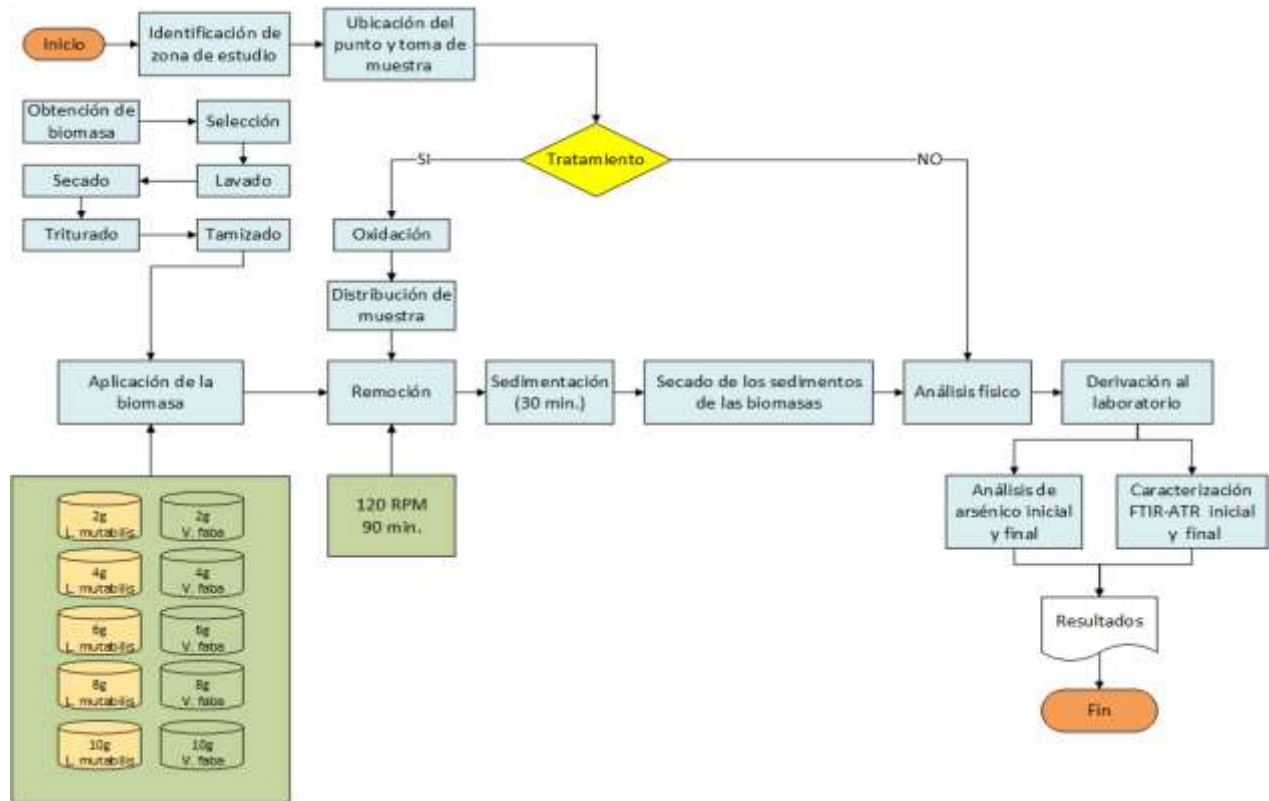 Inicio
Identificación de
zona de estudio
Ubicación del
punto y toma de
muestra
Obtención de
biomasa
Selección
Secado
Lavado
Triturado
Tamizado
SI
Tratamiento
NO
Oxidación
Distribución de
muestra
Aplicación de la
biomasa
Remoción
Sedimentación
(30 min.)
Secado de los sedimentos
de las biomasas
Análisis físico
Derivación al
laboratorio
2g
L. mutabilis
2g
V. faba
4g
L. mutabilis
4g
V. faba
6g
L. mutabilis
6g
V. faba
8g
L. mutabilis
8g
V. faba
10g
L. mutabilis
10g
V. faba
120 RPM
90 min.
Análisis de
arsénico inicial
y final
Caracterización
FTIR-ATR inicial
y final
Resultados
Fin